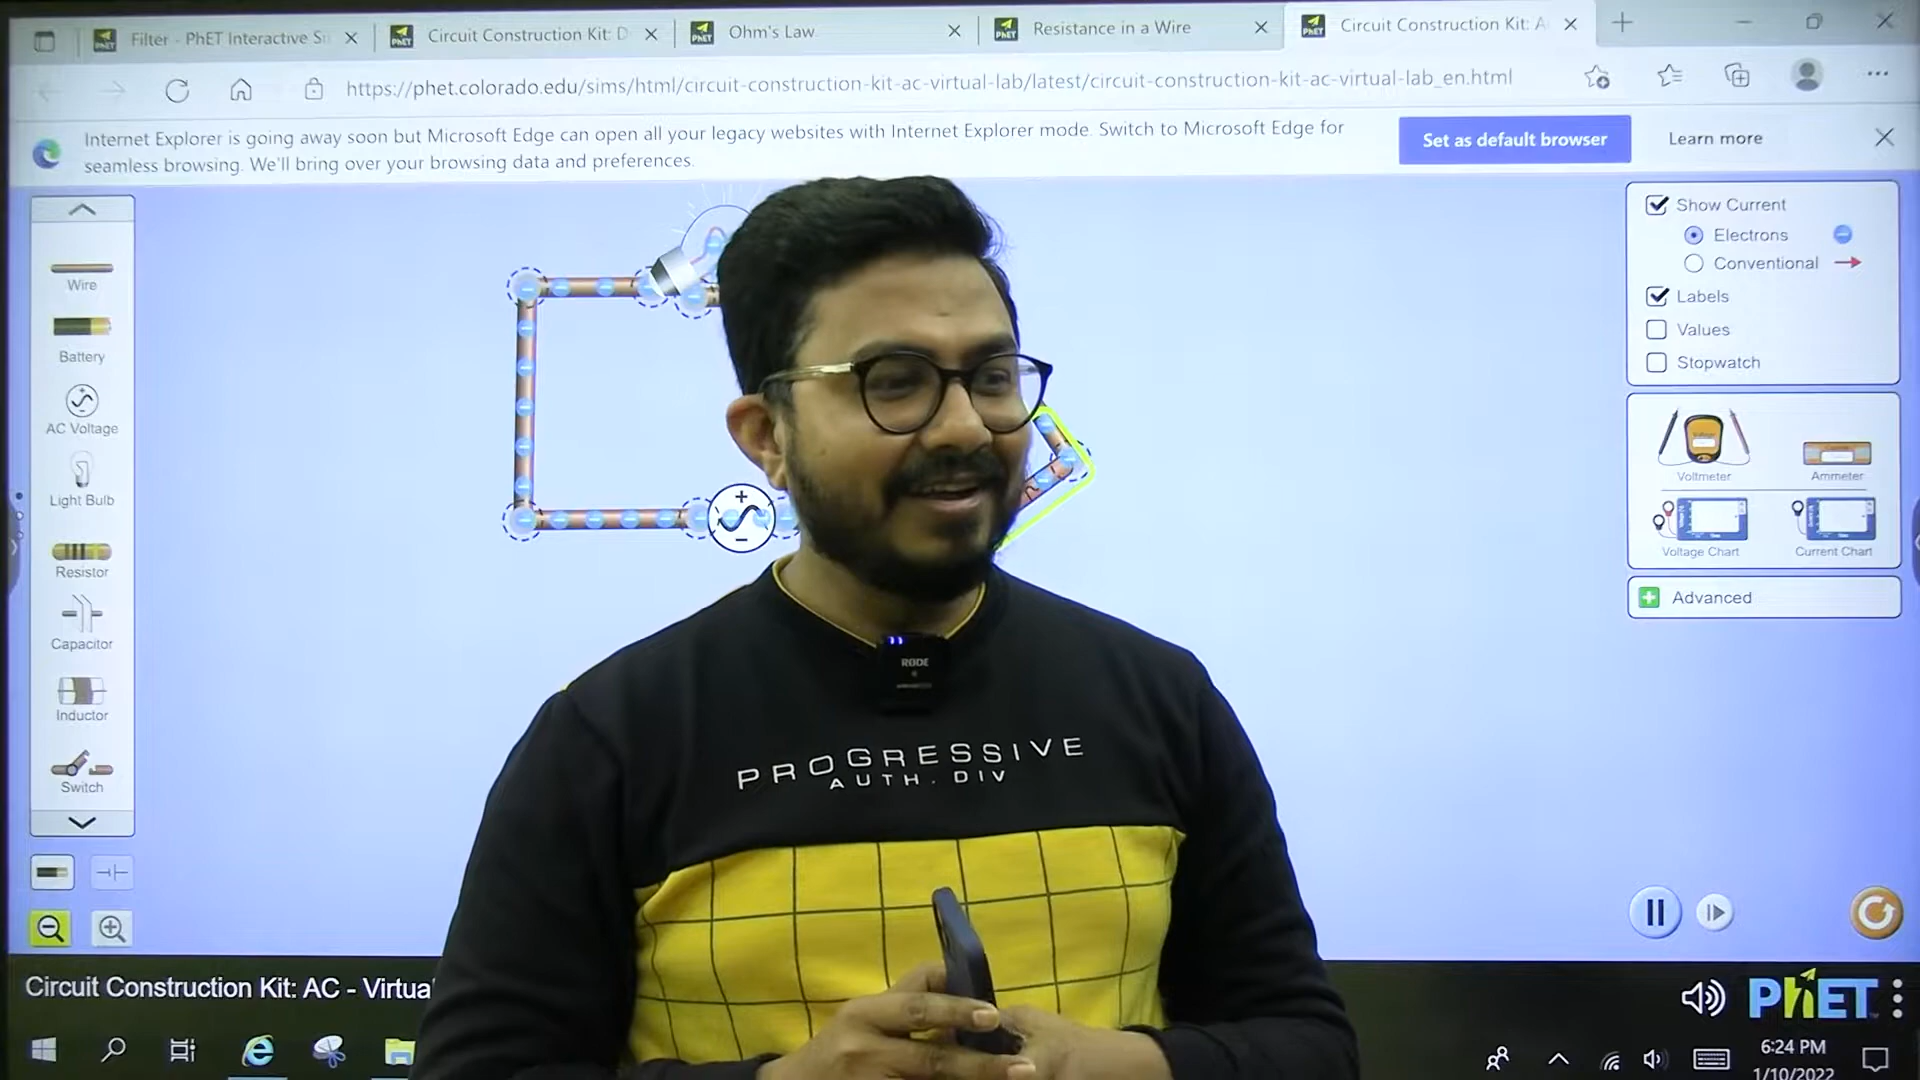 Filter - PhET Interactive Si
Circuit Construction Kit: D
Ohm's Law
Resistance in a Wire
Circuit Construction Kit: A
https://phet.colorado.edu/sims/html/circuit-construction-kit-ac-virtual-lab/latest/circuit-construction-kit-ac-virtual-lab_en.html
Internet Explorer is going away soon but Microsoft Edge can open all your legacy websites with Internet Explorer mode. Switch to Microsoft Edge for
seamless browsing. We'll bring over your browsing data and preferences.
Set as default browser
Learn more
Wire
Battery
AC Voltage
Light Bulb
Resistor
Capacitor
Inductor
Switch
Show Current
Electrons
Conventional
Labels
Values
Stopwatch
Voltmeter
Ammeter
Voltage Chart
Current Chart
Advanced
RØDE
PROGRESSIVE
AUTH. DIV
Circuit Construction Kit: AC - Virtual
PhET
6:24 PM
1/10/2022